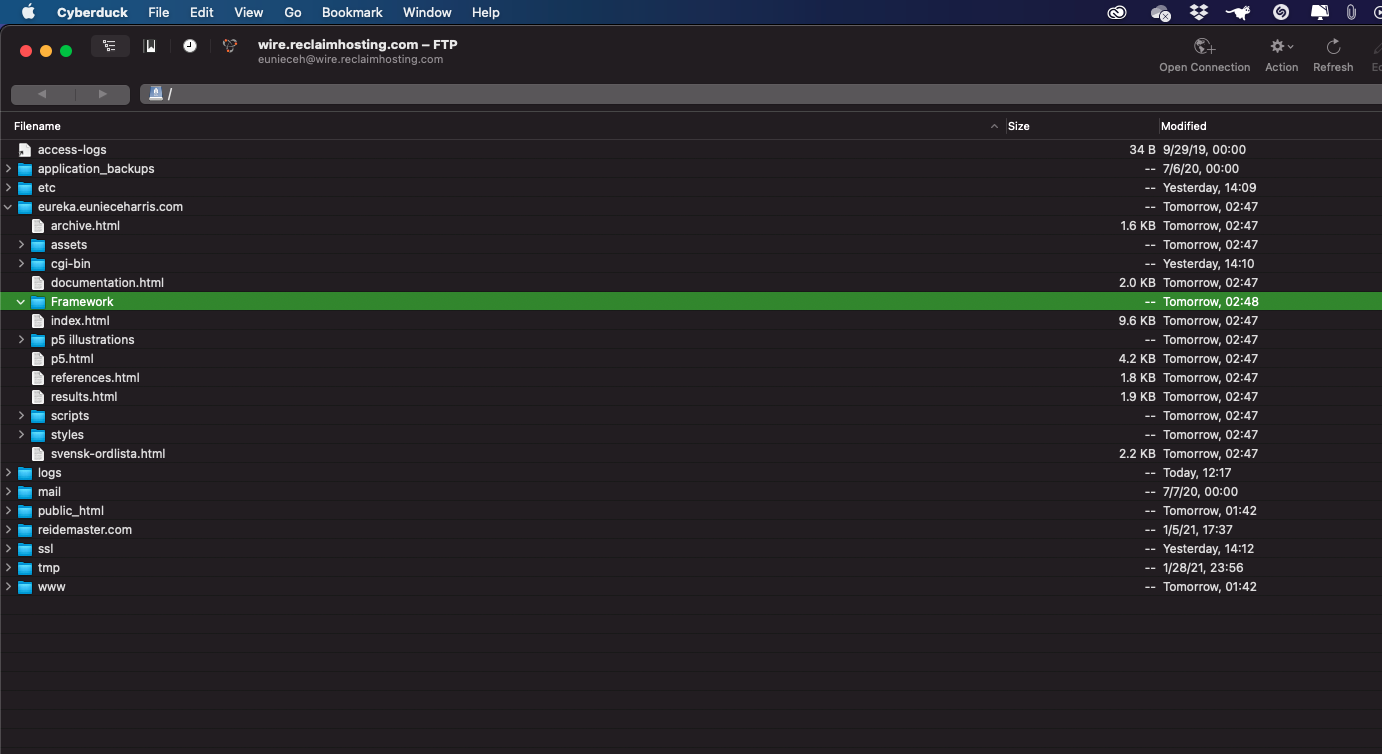 Cyberduck File Edit View Go Bookmark Window Help
wire.reclaimhosting.com – FTP
eunieceh@wire.reclaimhosting.com
Open Connection Action Refresh
/
Filename Size Modified
access-logs 34 B 9/29/19, 00:00
application_backups -- 7/6/20, 00:00
etc -- Yesterday, 14:09
eureka.eunieceharris.com -- Tomorrow, 02:47
archive.html 1.6 KB Tomorrow, 02:47
assets -- Tomorrow, 02:47
cgi-bin -- Yesterday, 14:10
documentation.html 2.0 KB Tomorrow, 02:47
Framework -- Tomorrow, 02:48
index.html 9.6 KB Tomorrow, 02:47
p5 illustrations -- Tomorrow, 02:47
p5.html 4.2 KB Tomorrow, 02:47
references.html 1.8 KB Tomorrow, 02:47
results.html 1.9 KB Tomorrow, 02:47
scripts -- Tomorrow, 02:47
styles -- Tomorrow, 02:47
svensk-ordlista.html 2.2 KB Tomorrow, 02:47
logs -- Today, 12:17
mail -- 7/7/20, 00:00
public_html -- Tomorrow, 01:42
reidemaster.com -- 1/5/21, 17:37
ssl -- Yesterday, 14:12
tmp -- 1/28/21, 23:56
www -- Tomorrow, 01:42